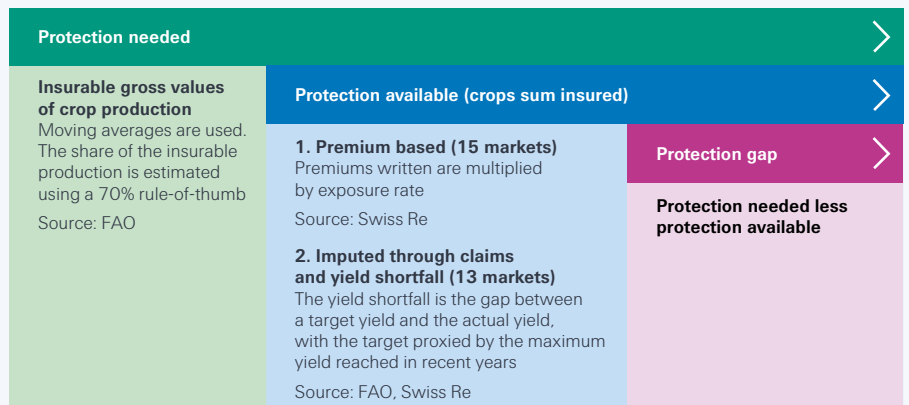 Protection needed
Insurable gross values
of crop production
Moving averages are used.
The share of the insurable
production is estimated
using a 70% rule-of-thumb
Source: FAO
Protection available (crops sum insured)
1. Premium based (15 markets)
Premiums written are multiplied
by exposure rate
Source: Swiss Re
2. Imputed through claims
and yield shortfall (13 markets)
The yield shortfall is the gap between
a target yield and the actual yield,
with the target proxied by the maximum
yield reached in recent years
Source: FAO, Swiss Re
Protection gap
Protection needed less
protection available